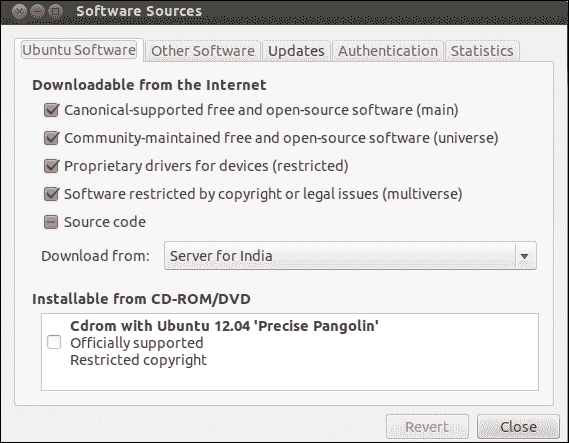 Software Sources
Ubuntu Software
Other Software
Updates
Authentication
Statistics
Downloadable from the Internet
Canonical-supported free and open-source software (main)
Community-maintained free and open-source software (universe)
Proprietary drivers for devices (restricted)
Software restricted by copyright or legal issues (multiverse)
Source code
Download from: Server for India
Installable from CD-ROM/DVD
Cdrom with Ubuntu 12.04 'Precise Pangolin'
Officially supported
Restricted copyright
Revert
Close